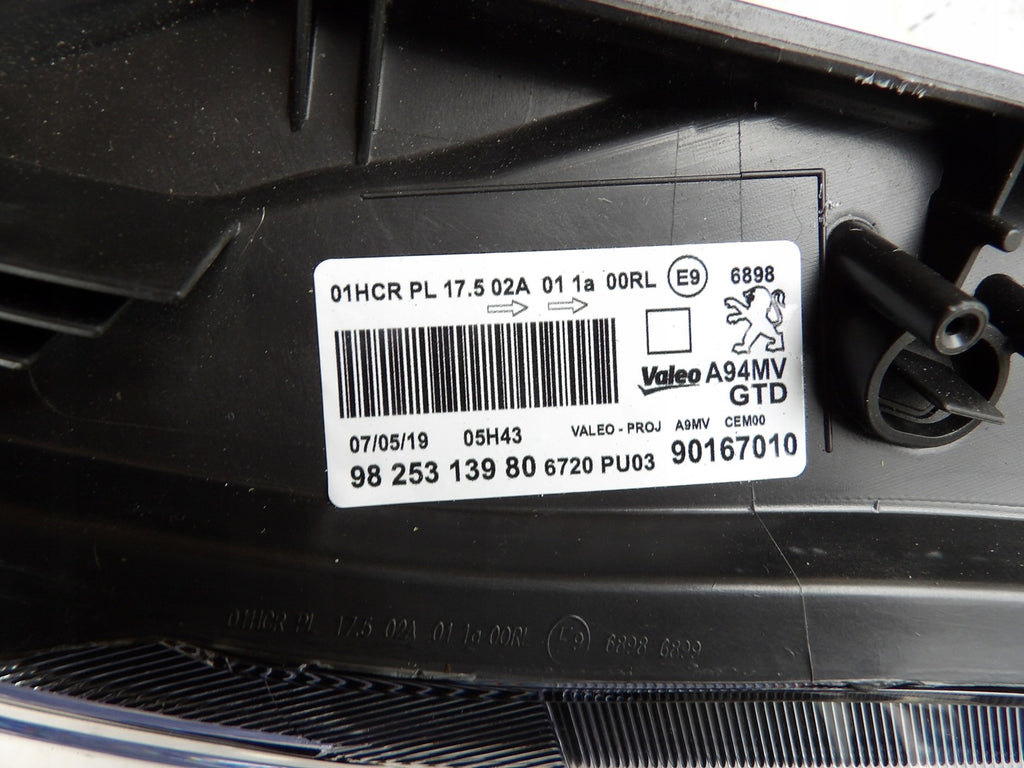 01HCR PL 17.5 02A 01 1a 00RL E9 6898
Valeo A94MV
GTD
07/05/19 05H43 VALEO - PROJ A9MV CEM00
98 253 139 80 6720 PU03 90167010
01HCR PL 17.5 02A 01 1a 00RL E9 6898 6899